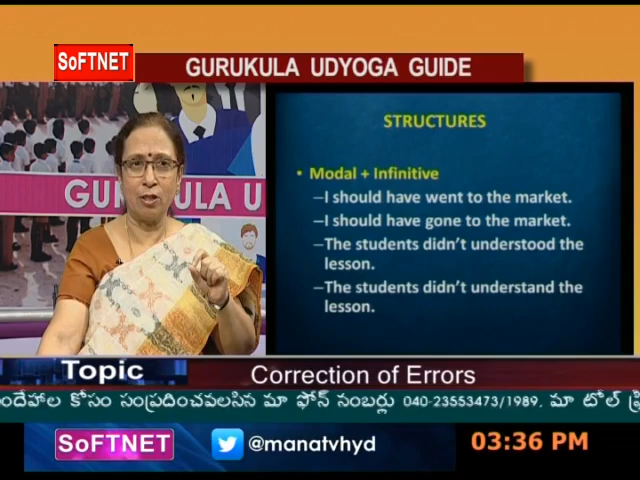 SoFTNET
GURUKULA UDYOGA GUIDE
GURUKULA U
STRUCTURES
• Modal + Infinitive
–I should have went to the market.
–I should have gone to the market.
–The students didn't understood the
lesson.
–The students didn't understand the
lesson.
Topic
Correction of Errors
ందేహాల కోసం సంప్రదించవలసిన మా ఫోన్ నంబర్లు 040-23553473/1989, మా టోల్
SoFTNET
@manatvhyd
03:36 PM